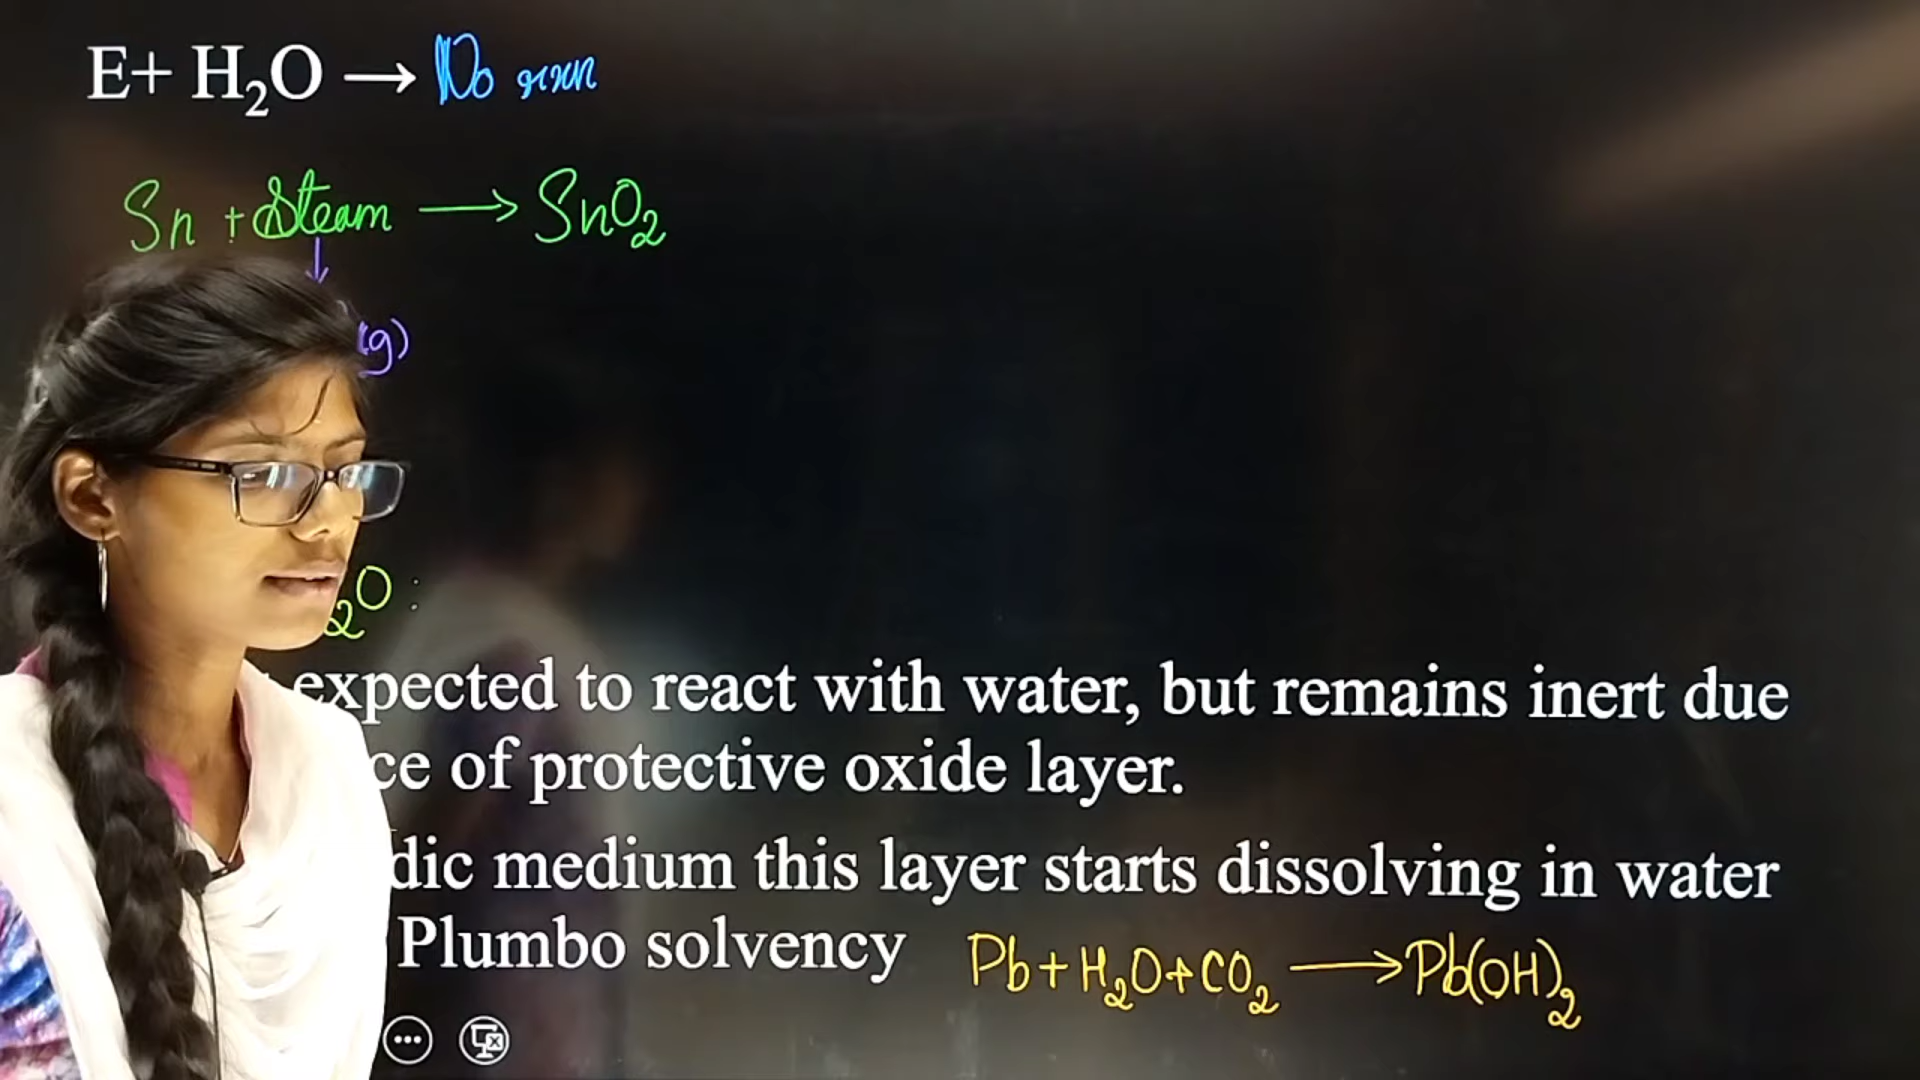 E+ H₂O → No rxn
Sn + Steam → SnO₂
↓
(g)
₂O :
expected to react with water, but remains inert due
ce of protective oxide layer.
dic medium this layer starts dissolving in water
Plumbo solvency Pb+H₂O+CO₂ → Pb(OH)₂